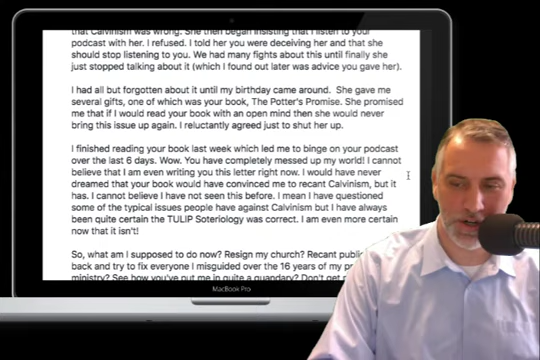 that Calvinism was wrong. She then began insisting that I listen to your
podcast with her. I refused. I told her you were deceiving her and that she
should stop listening to you. We had many fights about this until finally she
just stopped talking about it (which I found out later was advice you gave her).
I had all but forgotten about it until my birthday came around.  She gave me
several gifts, one of which was your book, The Potter's Promise. She promised
me that if I would read your book with an open mind then she would never
bring this issue up again. I reluctantly agreed just to shut her up.
I finished reading your book last week which led me to binge on your podcast
over the last 6 days. Wow. You have completely messed up my world! I cannot
believe that I am even writing you this letter right now. I would have never
dreamed that your book would have convinced me to recant Calvinism, but it
has. I cannot believe I have not seen this before. I mean I have questioned
some of the typical issues people have against Calvinism but I have always
been quite certain the TULIP Soteriology was correct. I am even more certain
now that it isn't!
So, what am I supposed to do now? Resign my church? Recant
back and try to fix everyone I misguided over the 16 years of my
ministry? See how you've put me in quite a quandary? Don't get
MacBook Pro